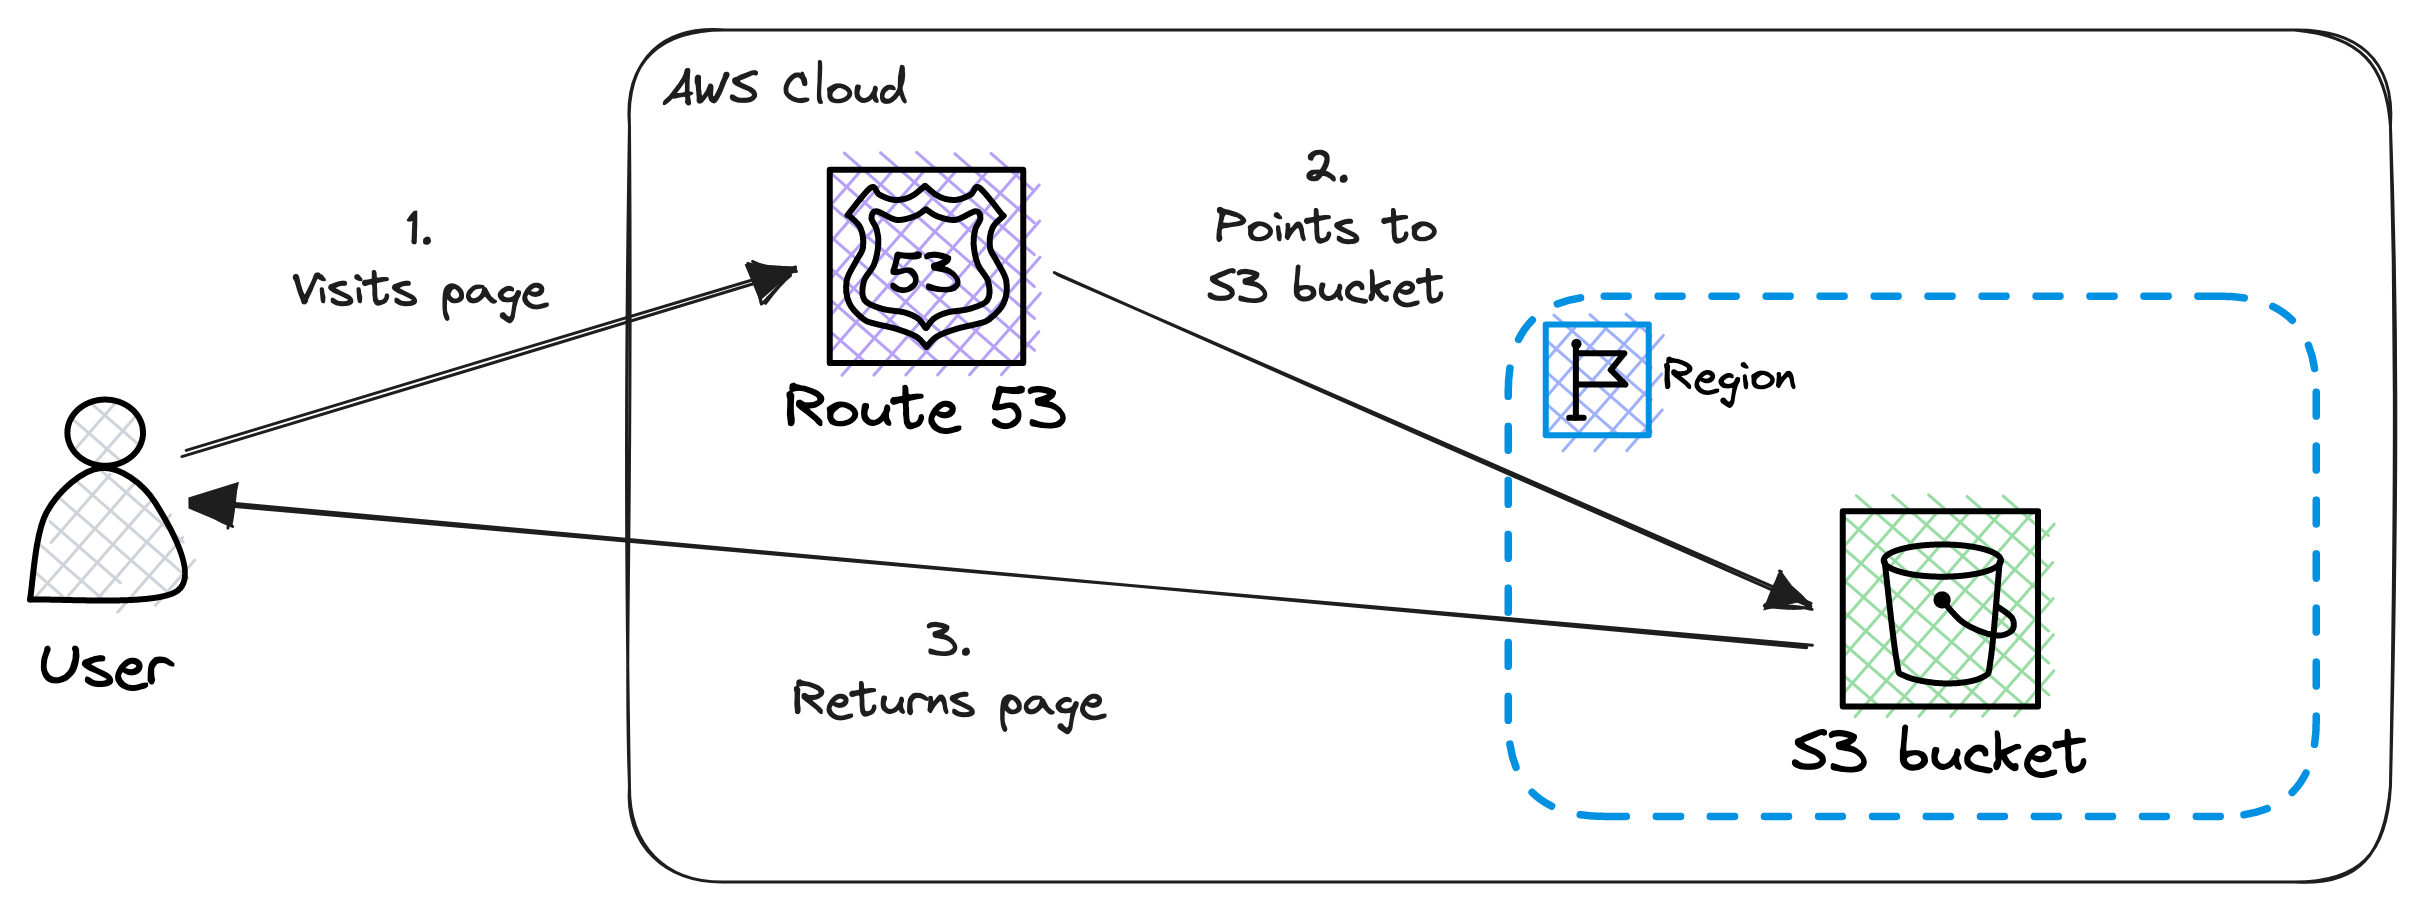 AWS Cloud
1.
Visits page
53
Route 53
2.
Points to
S3 bucket
Region
User
3.
Returns page
S3 bucket